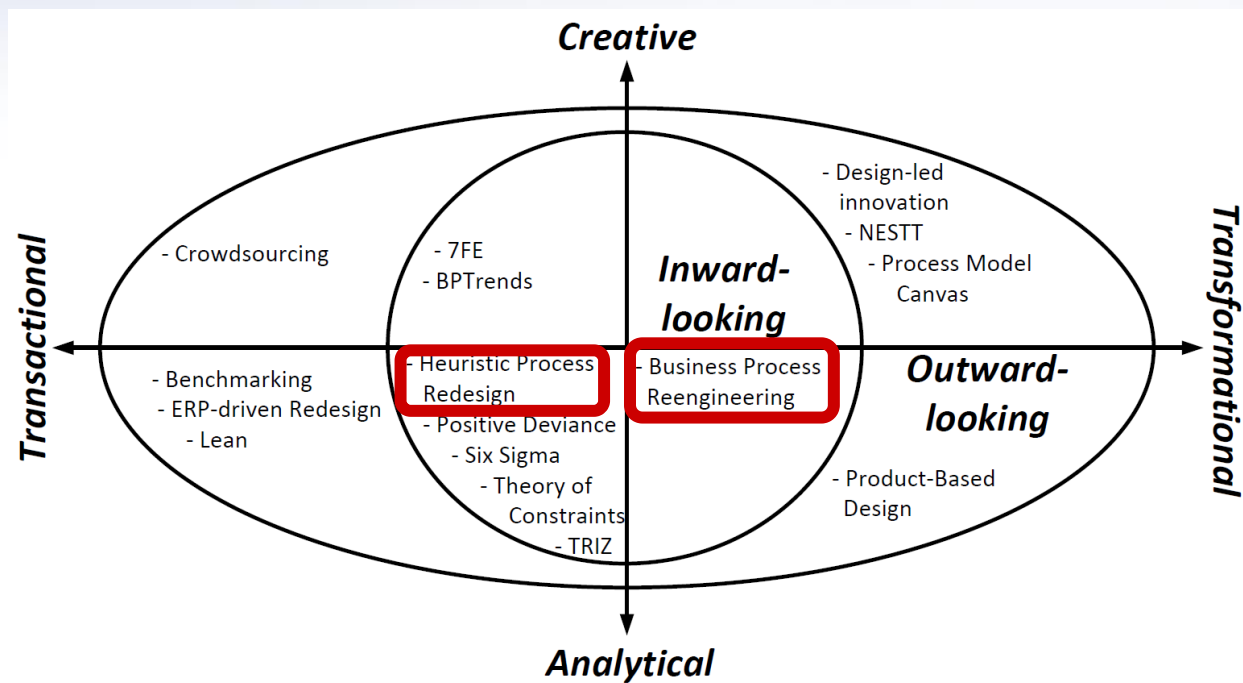 Creative
- Design-led
innovation
- NESTT
- Process Model
Canvas
- Crowdsourcing
- 7FE
- BPTrends
Inward-
looking
Transactional
Transformational
- Heuristic Process
Redesign
- Business Process
Reengineering
Outward-
looking
- Benchmarking
- ERP-driven Redesign
- Lean
- Positive Deviance
- Six Sigma
- Theory of
Constraints
- TRIZ
- Product-Based
Design
Analytical